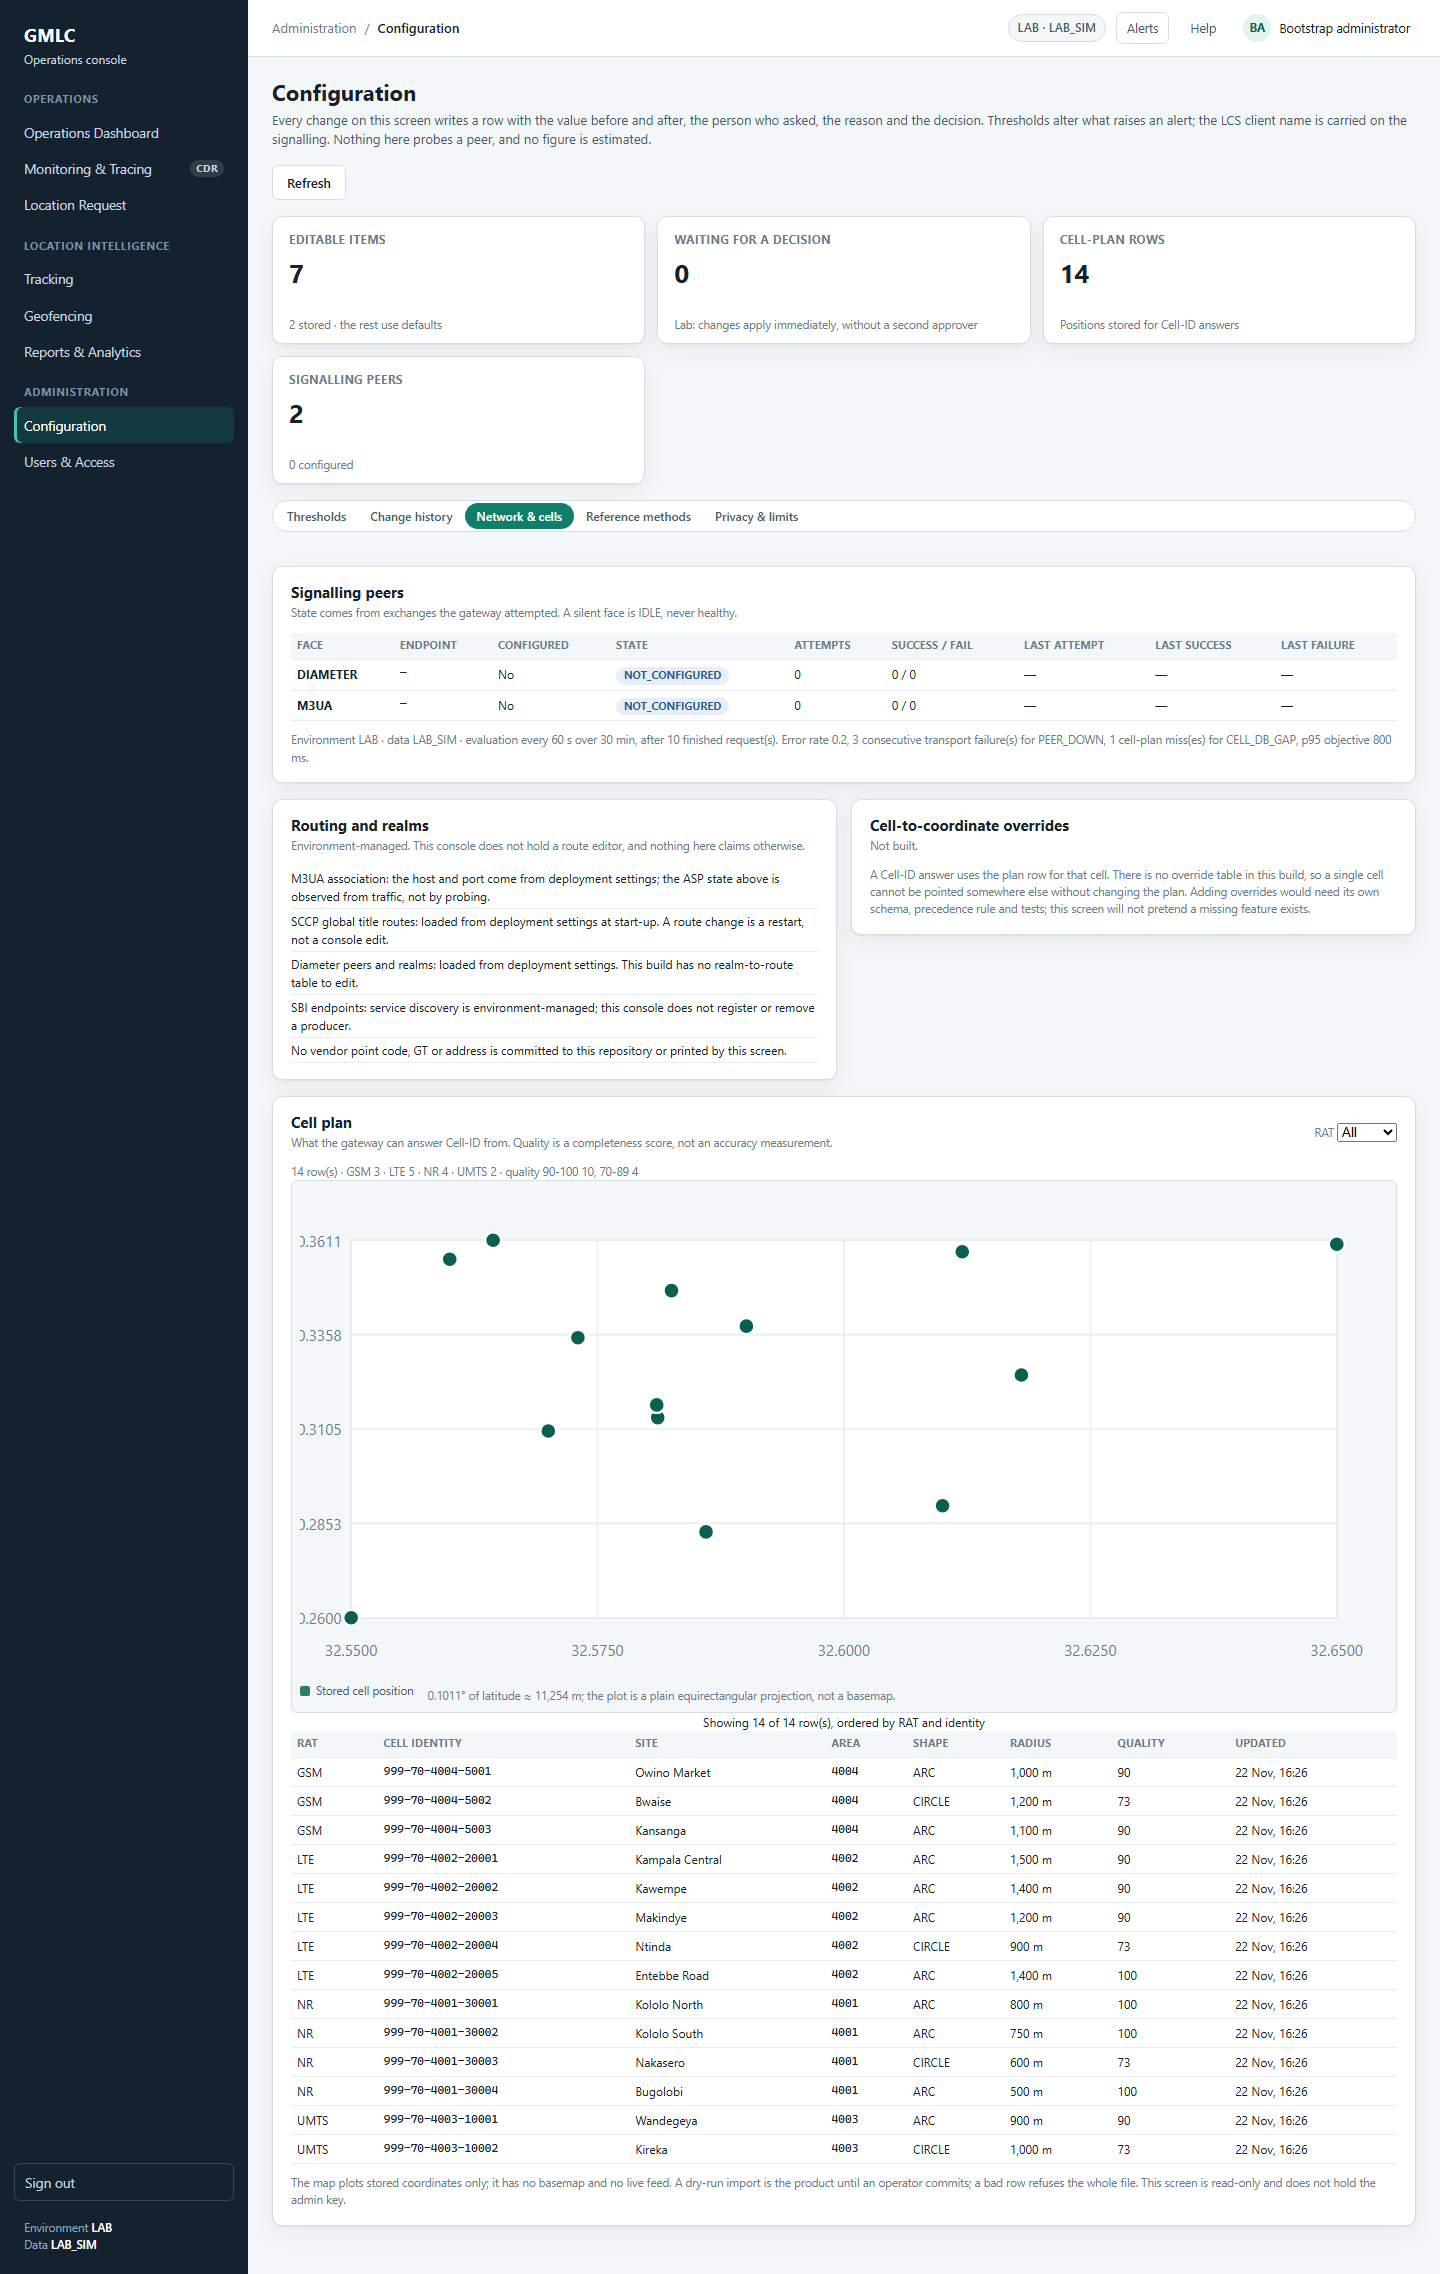 GMLC
Operations console
OPERATIONS
Operations Dashboard
Monitoring & Tracing CDR
Location Request
LOCATION INTELLIGENCE
Tracking
Geofencing
Reports & Analytics
ADMINISTRATION
Configuration
Users & Access
Sign out
Environment LAB
Data LAB_SIM
Administration / Configuration
LAB · LAB_SIM
Alerts
Help
BA Bootstrap administrator
Configuration
Every change on this screen writes a row with the value before and after, the person who asked, the reason and the decision. Thresholds alter what raises an alert; the LCS client name is carried on the
signalling. Nothing here probes a peer, and no figure is estimated.
Refresh
EDITABLE ITEMS
7
2 stored · the rest use defaults
WAITING FOR A DECISION
0
Lab: changes apply immediately, without a second approver
CELL-PLAN ROWS
14
Positions stored for Cell-ID answers
SIGNALLING PEERS
2
0 configured
Thresholds Change history Network & cells Reference methods Privacy & limits
Signalling peers
State comes from exchanges the gateway attempted. A silent face is IDLE, never healthy.
FACE ENDPOINT CONFIGURED STATE ATTEMPTS SUCCESS / FAIL LAST ATTEMPT LAST SUCCESS LAST FAILURE
DIAMETER – No NOT_CONFIGURED 0 0 / 0 — — —
M3UA – No NOT_CONFIGURED 0 0 / 0 — — —
Environment LAB · data LAB_SIM · evaluation every 60 s over 30 min, after 10 finished request(s). Error rate 0.2, 3 consecutive transport failure(s) for PEER_DOWN, 1 cell-plan miss(es) for CELL_DB_GAP, p95 objective 800
ms.
Routing and realms
Environment-managed. This console does not hold a route editor, and nothing here claims otherwise.
M3UA association: the host and port come from deployment settings; the ASP state above is
observed from traffic, not by probing.
SCCP global title routes: loaded from deployment settings at start-up. A route change is a restart,
not a console edit.
Diameter peers and realms: loaded from deployment settings. This build has no realm-to-route
table to edit.
SBI endpoints: service discovery is environment-managed; this console does not register or remove
a producer.
No vendor point code, GT or address is committed to this repository or printed by this screen.
Cell-to-coordinate overrides
Not built.
A Cell-ID answer uses the plan row for that cell. There is no override table in this build, so a single cell
cannot be pointed somewhere else without changing the plan. Adding overrides would need its own
schema, precedence rule and tests; this screen will not pretend a missing feature exists.
Cell plan
What the gateway can answer Cell-ID from. Quality is a completeness score, not an accuracy measurement.
RAT All
14 row(s) · GSM 3 · LTE 5 · NR 4 · UMTS 2 · quality 90-100 10, 70-89 4
0.3611
0.3358
0.3105
0.2853
0.2600
32.5500 32.5750 32.6000 32.6250 32.6500
Stored cell position 0.1011° of latitude ≈ 11,254 m; the plot is a plain equirectangular projection, not a basemap.
Showing 14 of 14 row(s), ordered by RAT and identity
RAT CELL IDENTITY SITE AREA SHAPE RADIUS QUALITY UPDATED
GSM 999-70-4004-5001 Owino Market 4004 ARC 1,000 m 90 22 Nov, 16:26
GSM 999-70-4004-5002 Bwaise 4004 CIRCLE 1,200 m 73 22 Nov, 16:26
GSM 999-70-4004-5003 Kansanga 4004 ARC 1,100 m 90 22 Nov, 16:26
LTE 999-70-4002-20001 Kampala Central 4002 ARC 1,500 m 90 22 Nov, 16:26
LTE 999-70-4002-20002 Kawempe 4002 ARC 1,400 m 90 22 Nov, 16:26
LTE 999-70-4002-20003 Makindye 4002 ARC 1,200 m 90 22 Nov, 16:26
LTE 999-70-4002-20004 Ntinda 4002 CIRCLE 900 m 73 22 Nov, 16:26
LTE 999-70-4002-20005 Entebbe Road 4002 ARC 1,400 m 100 22 Nov, 16:26
NR 999-70-4001-30001 Kololo North 4001 ARC 800 m 100 22 Nov, 16:26
NR 999-70-4001-30002 Kololo South 4001 ARC 750 m 100 22 Nov, 16:26
NR 999-70-4001-30003 Nakasero 4001 CIRCLE 600 m 73 22 Nov, 16:26
NR 999-70-4001-30004 Bugolobi 4001 ARC 500 m 100 22 Nov, 16:26
UMTS 999-70-4003-10001 Wandegeya 4003 ARC 900 m 90 22 Nov, 16:26
UMTS 999-70-4003-10002 Kireka 4003 CIRCLE 1,000 m 73 22 Nov, 16:26
The map plots stored coordinates only; it has no basemap and no live feed. A dry-run import is the product until an operator commits; a bad row refuses the whole file. This screen is read-only and does not hold the
admin key.